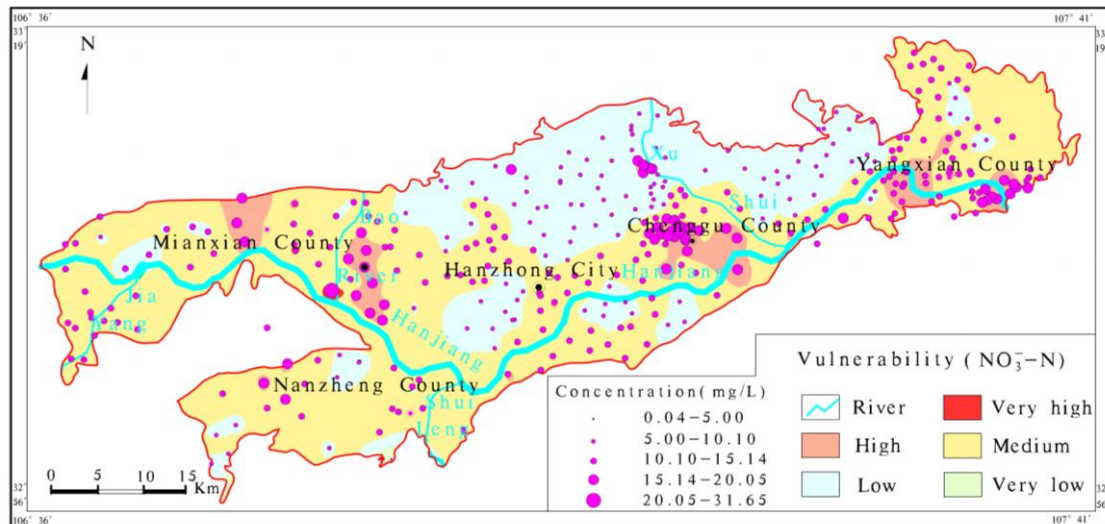 106° 36′
107° 41′
33° 19′
33° 19′
N
Xu
Yangxian County
Shui
Bao
Chenggu County
Mianxian County
Hanzhong City
Hanjiang
River
Jia
Yang
Hanjiang
Nanzheng County
Shui
Leng
0 5 10 15
Km
Concentration(mg/L)
0.04−5.00
5.00−10.10
10.10−15.14
15.14−20.05
20.05−31.65
Vulnerability (NO₃⁻−N)
River
Very high
High
Medium
Low
Very low
32° 56′
32° 56′
106° 36′
107° 41′